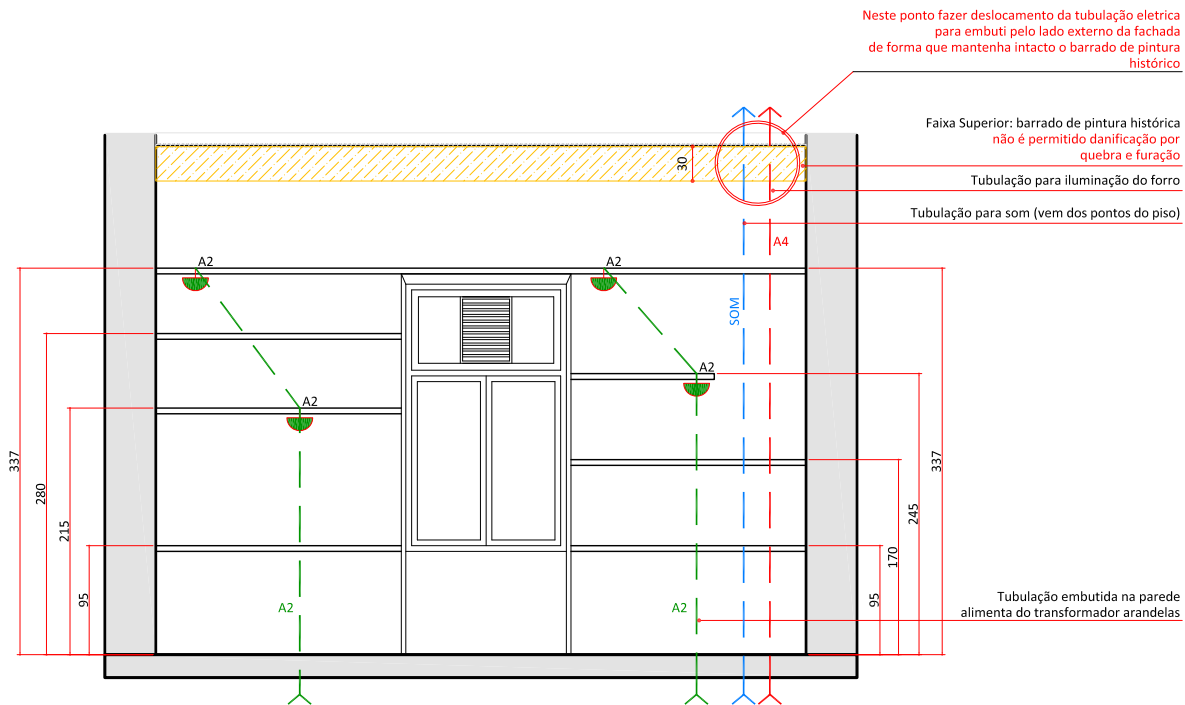 Neste ponto fazer deslocamento da tubulação eletrica
para embuti pelo lado externo da fachada
de forma que mantenha intacto o barrado de pintura
histórico
Faixa Superior: barrado de pintura histórica
não é permitido danificação por
quebra e furação
30
Tubulação para iluminação do forro
Tubulação para som (vem dos pontos do piso)
A4
A2
A2
SOM
A2
A2
337
280
215
95
337
245
170
95
A2
A2
Tubulação embutida na parede
alimenta do transformador arandelas